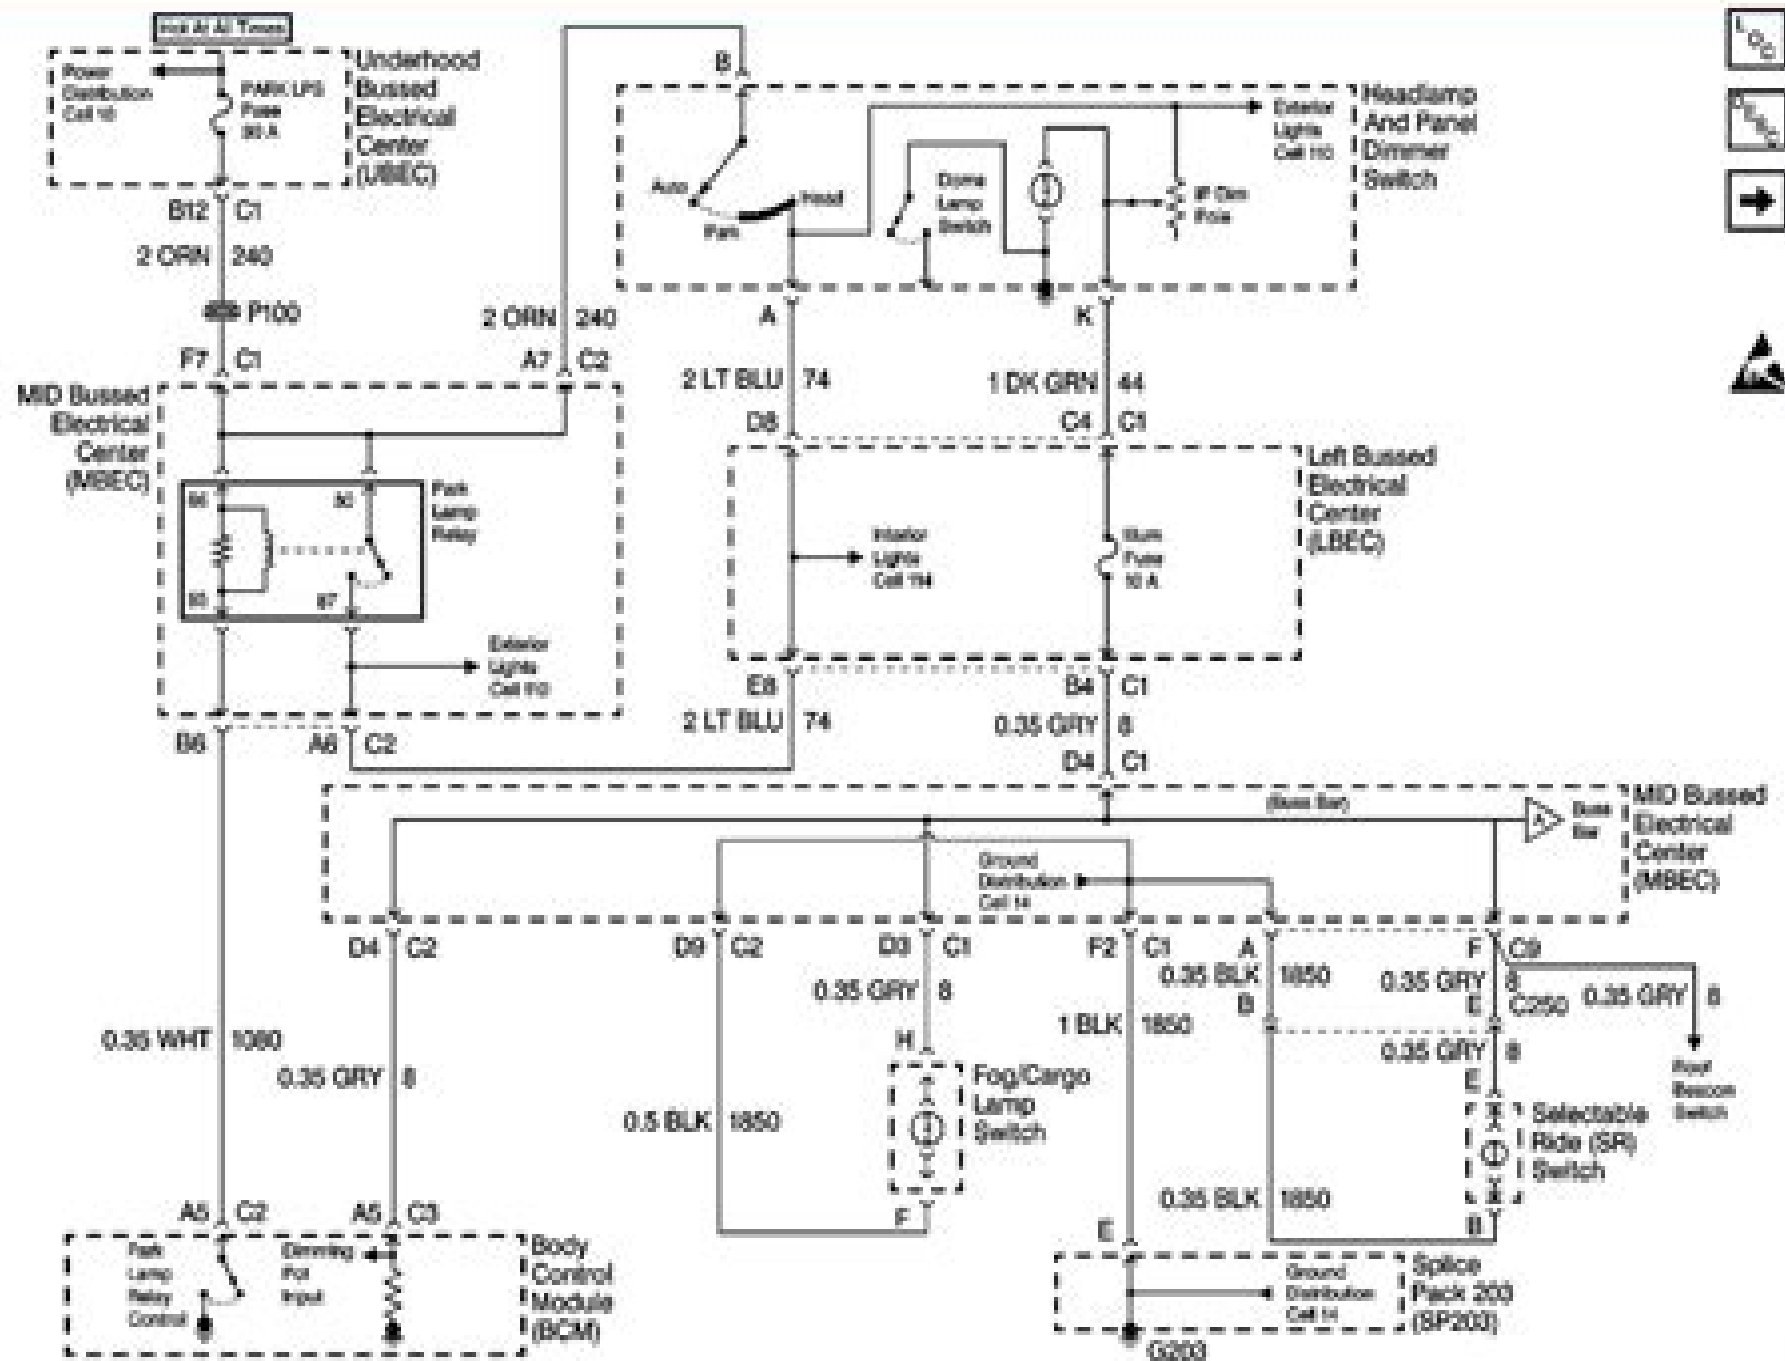 Hot At All Times
Power
Distribution
Cell 10
PARK LPS
Fuse
Underhood
Bussed
Electrical
Center
(UBEC)
B12 C1
2 ORN 240
P100
F7 C1
MID Bussed
Electrical
Center
(MBEC)
2 ORN 240
A7 C2
Park
Lamp
Relay
85
87
Exterior
Lights
Cell 110
B6
A6 C2
B
Headlamp
And Panel
Dimmer
Switch
Exterior
Lights
Cell 110
Auto
Head
Park
Dome
Lamp
Switch
IP Dim
A
K
2 LT BLU 74
1 DK GRN 44
D8
C4 C1
Left Bussed
Electrical
Center
(LBEC)
Interior
Lights
Cell 114
Illum
Fuse
10 A
E8
B4 C1
2 LT BLU 74
0.35 GRY 8
D4 C1
(Buss Bar)
A
Buss
Bar
MID Bussed
Electrical
Center
(MBEC)
Ground
Distribution
Cell 14
D4 C2
D9 C2
D3 C1
F2 C1
A
F C9
0.35 WHT 1080
0.35 GRY 8
0.5 BLK 1850
0.35 GRY 8
H
Fog/Cargo
Lamp
Switch
F
1 BLK 1850
0.35 BLK 1850
B
0.35 GRY 8
E C250
0.35 GRY 8
Roof
Beacon
Switch
0.35 GRY 8
E
Selectable
Ride (SR)
Switch
0.35 BLK 1850
B
A5 C2
A5 C3
Park
Lamp
Relay
Control
Dimming
Pot
Input
Body
Control
Module
(BCM)
E
Ground
Distribution
Cell 14
Splice
Pack 203
(SP203)
G203
LOC
DESC